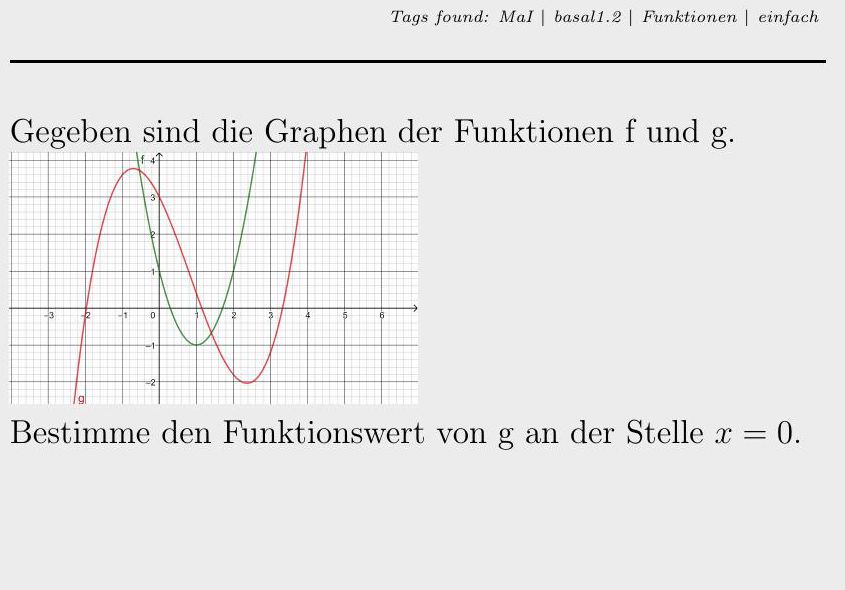 Tags found: MaI | basal1.2 | Funktionen | einfach
Gegeben sind die Graphen der Funktionen f und g.
f 4
3
2
1
-3 -2 -1 0 1 2 3 4 5 6
-1
-2
g
Bestimme den Funktionswert von g an der Stelle x = 0.